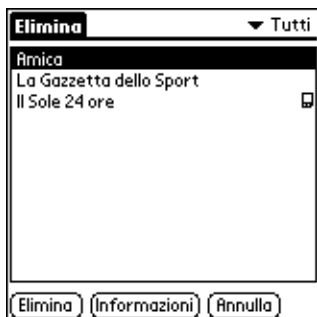 Elimina
Tutti
Amica
La Gazzetta dello Sport
Il Sole 24 ore
Elimina
Informazioni
Annulla